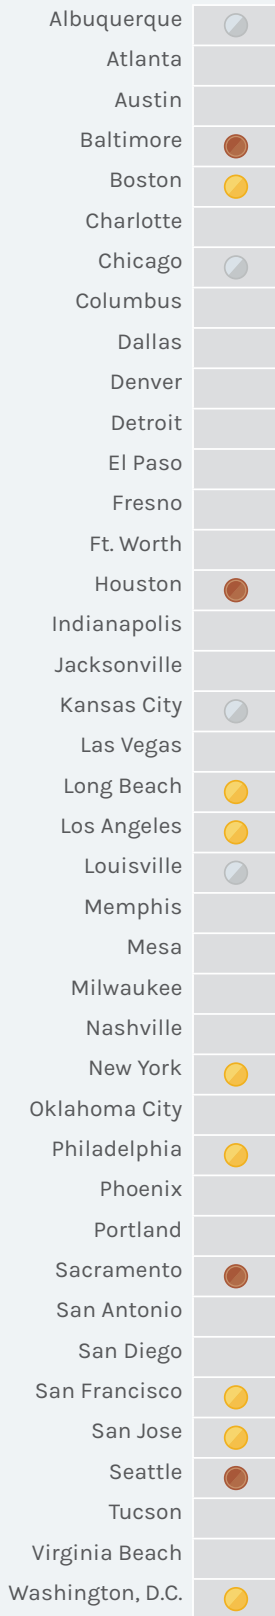 Albuquerque
Atlanta
Austin
Baltimore
Boston
Charlotte
Chicago
Columbus
Dallas
Denver
Detroit
El Paso
Fresno
Ft. Worth
Houston
Indianapolis
Jacksonville
Kansas City
Las Vegas
Long Beach
Los Angeles
Louisville
Memphis
Mesa
Milwaukee
Nashville
New York
Oklahoma City
Philadelphia
Phoenix
Portland
Sacramento
San Antonio
San Diego
San Francisco
San Jose
Seattle
Tucson
Virginia Beach
Washington, D.C.